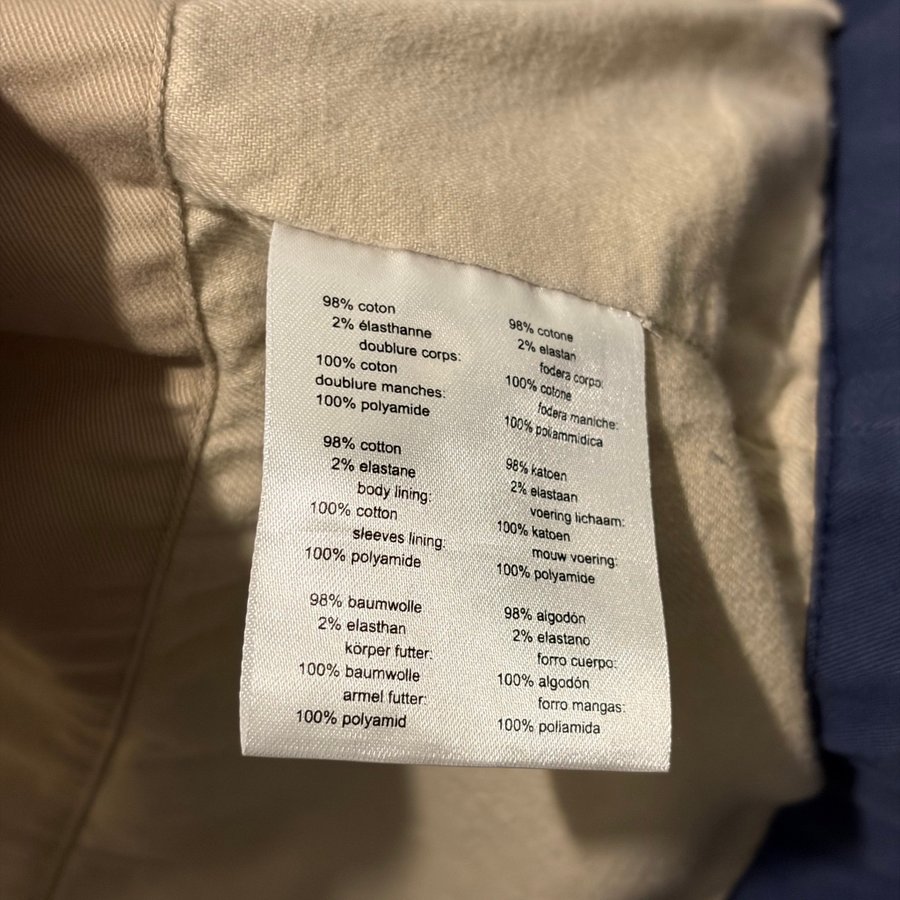 98% coton
2% élasthanne
doublure corps:
100% coton
doublure manches:
100% polyamide
98% cotton
2% elastane
body lining:
100% cotton
sleeves lining:
100% polyamide
98% baumwolle
2% elasthan
körper futter:
100% baumwolle
armel futter:
100% polyamid
98% cotone
2% elastan
fodera corpo:
100% cotone
fodera maniche:
100% poliammidica
98% katoen
2% elastaan
voering lichaam:
100% katoen
mouw voering:
100% polyamide
98% algodón
2% elastano
forro cuerpo:
100% algodón
forro mangas:
100% poliamida